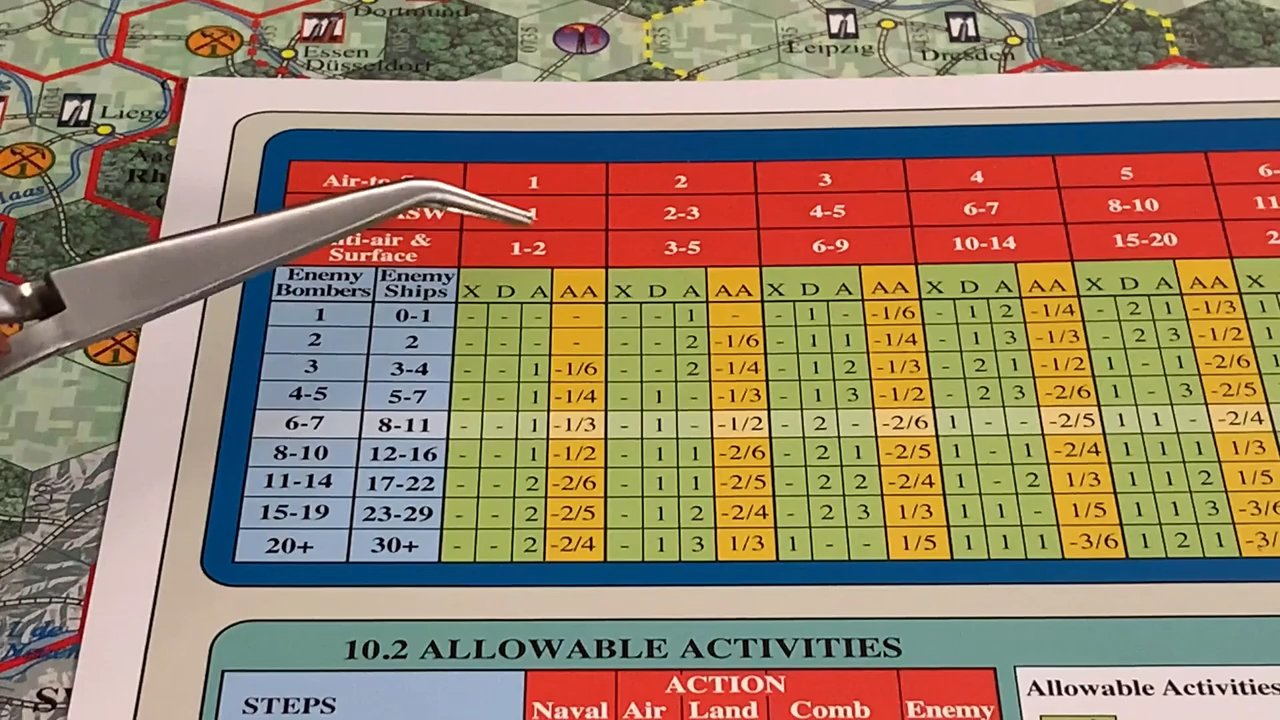 Dortmund
Essen
Düsseldorf
0735
0635
Leipzig
Dresden
Liege
Maas
1 2 3 4 5
1 2-3 4-5 6-7 8-10
Anti-air & 1-2 3-5 6-9 10-14 15-20
Surface
Enemy Enemy
Bombers Ships X D A AA X D A AA X D A AA X D A AA X D A AA X
1 0-1 - - - - - - 1 - - 1 - -1/6 - 1 2 -1/4 - 2 1 -1/3 1
2 2 - - - - - - 2 -1/6 - 1 1 -1/4 - 1 3 -1/3 - 2 3 -1/2 1
3 3-4 - - 1 -1/6 - - 2 -1/4 - 1 2 -1/3 - 2 1 -1/2 1 - 1 -2/6 1
4-5 5-7 - - 1 -1/4 - 1 - -1/3 - 1 3 -1/2 - 2 3 -2/6 1 - 3 -2/5 1
6-7 8-11 - - 1 -1/3 - 1 - -1/2 - 2 - -2/6 1 - - -2/5 1 1 - -2/4 1
8-10 12-16 - - 1 -1/2 - 1 1 -2/6 - 2 1 -2/5 1 - 1 -2/4 1 1 1 1/3 1
11-14 17-22 - - 2 -2/6 - 1 1 -2/5 - 2 2 -2/4 1 - 2 1/3 1 1 2 1/5
15-19 23-29 - - 2 -2/5 - 1 2 -2/4 - 2 3 1/3 1 1 - 1/5 1 1 3
20+ 30+ - - 2 -2/4 - 1 3 1/3 1 - - 1/5 1 1 1 -3/6 1 2 1
10.2 ALLOWABLE ACTIVITIES
STEPS
ACTION
Naval Air Land Comb Enemy
Allowable Activities